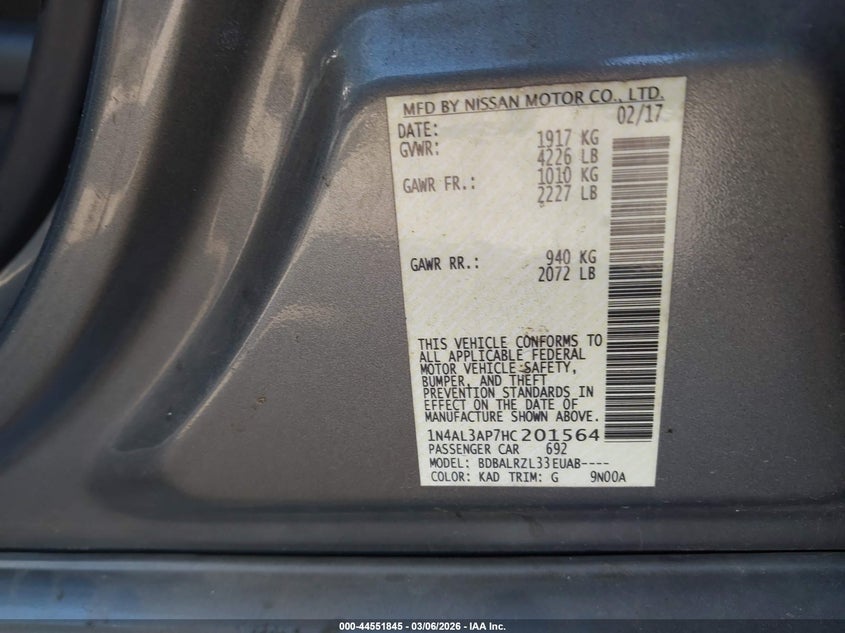 MFD BY NISSAN MOTOR CO., LTD.
DATE: 02/17
GVWR: 1917 KG
4226 LB
GAWR FR.: 1010 KG
2227 LB
GAWR RR.: 940 KG
2072 LB
THIS VEHICLE CONFORMS TO
ALL APPLICABLE FEDERAL
MOTOR VEHICLE SAFETY,
BUMPER, AND THEFT
PREVENTION STANDARDS IN
EFFECT ON THE DATE OF
MANUFACTURE SHOWN ABOVE.
1N4AL3AP7HC201564
PASSENGER CAR 692
MODEL: BDBALRZL33EUAB----
COLOR: KAD TRIM: G 9N00A
000-44551845 | 03/06/2026 - IAA Inc.